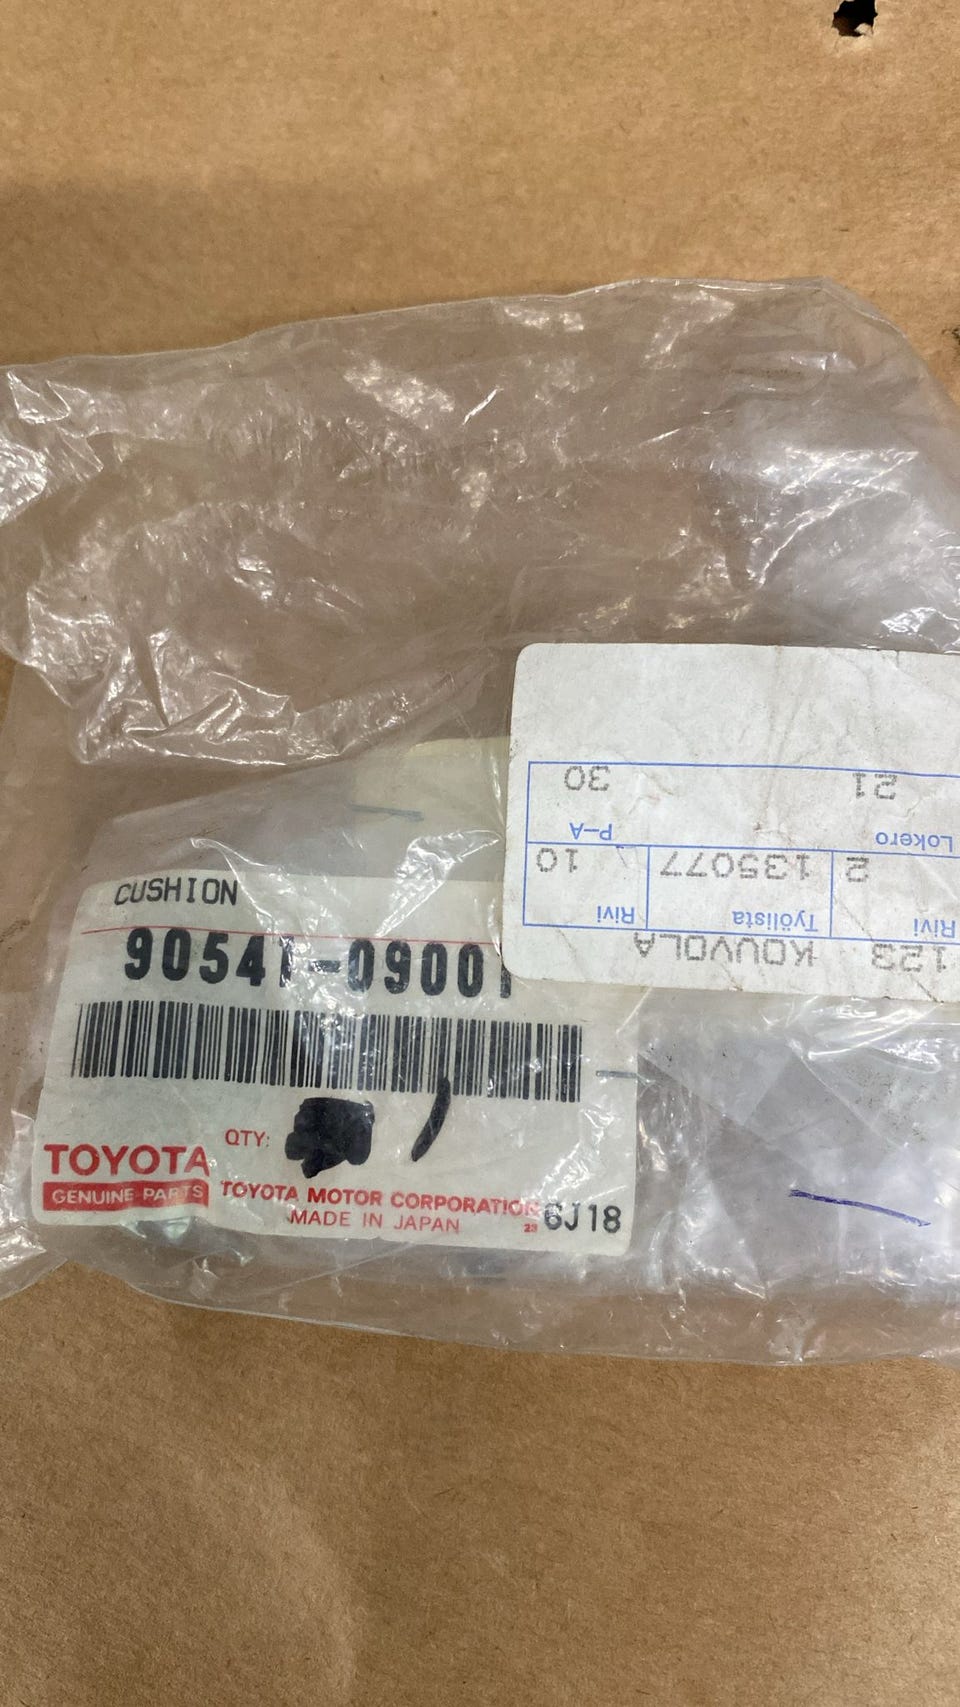 CUSHION
90541-09001
QTY:
TOYOTA
GENUINE PARTS
TOYOTA MOTOR CORPORATION
MADE IN JAPAN
23 6J18
123 KOUVOLA
Rivi Työlista Rivi
2 135077 10
Lokero P-A
21 30